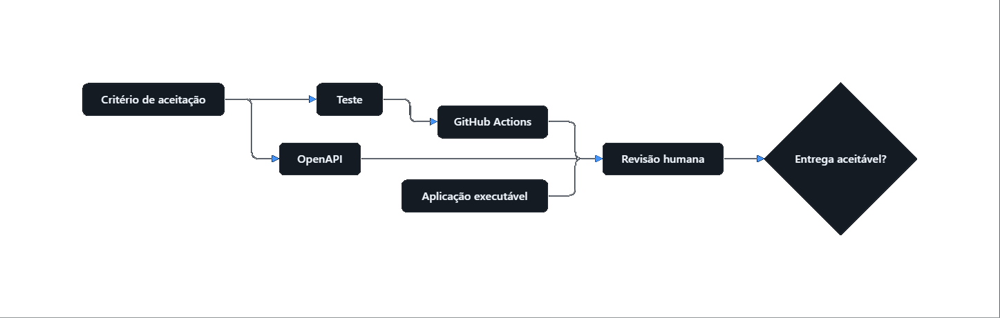 Critério de aceitação
Teste
GitHub Actions
OpenAPI
Revisão humana
Entrega aceitável?
Aplicação executável